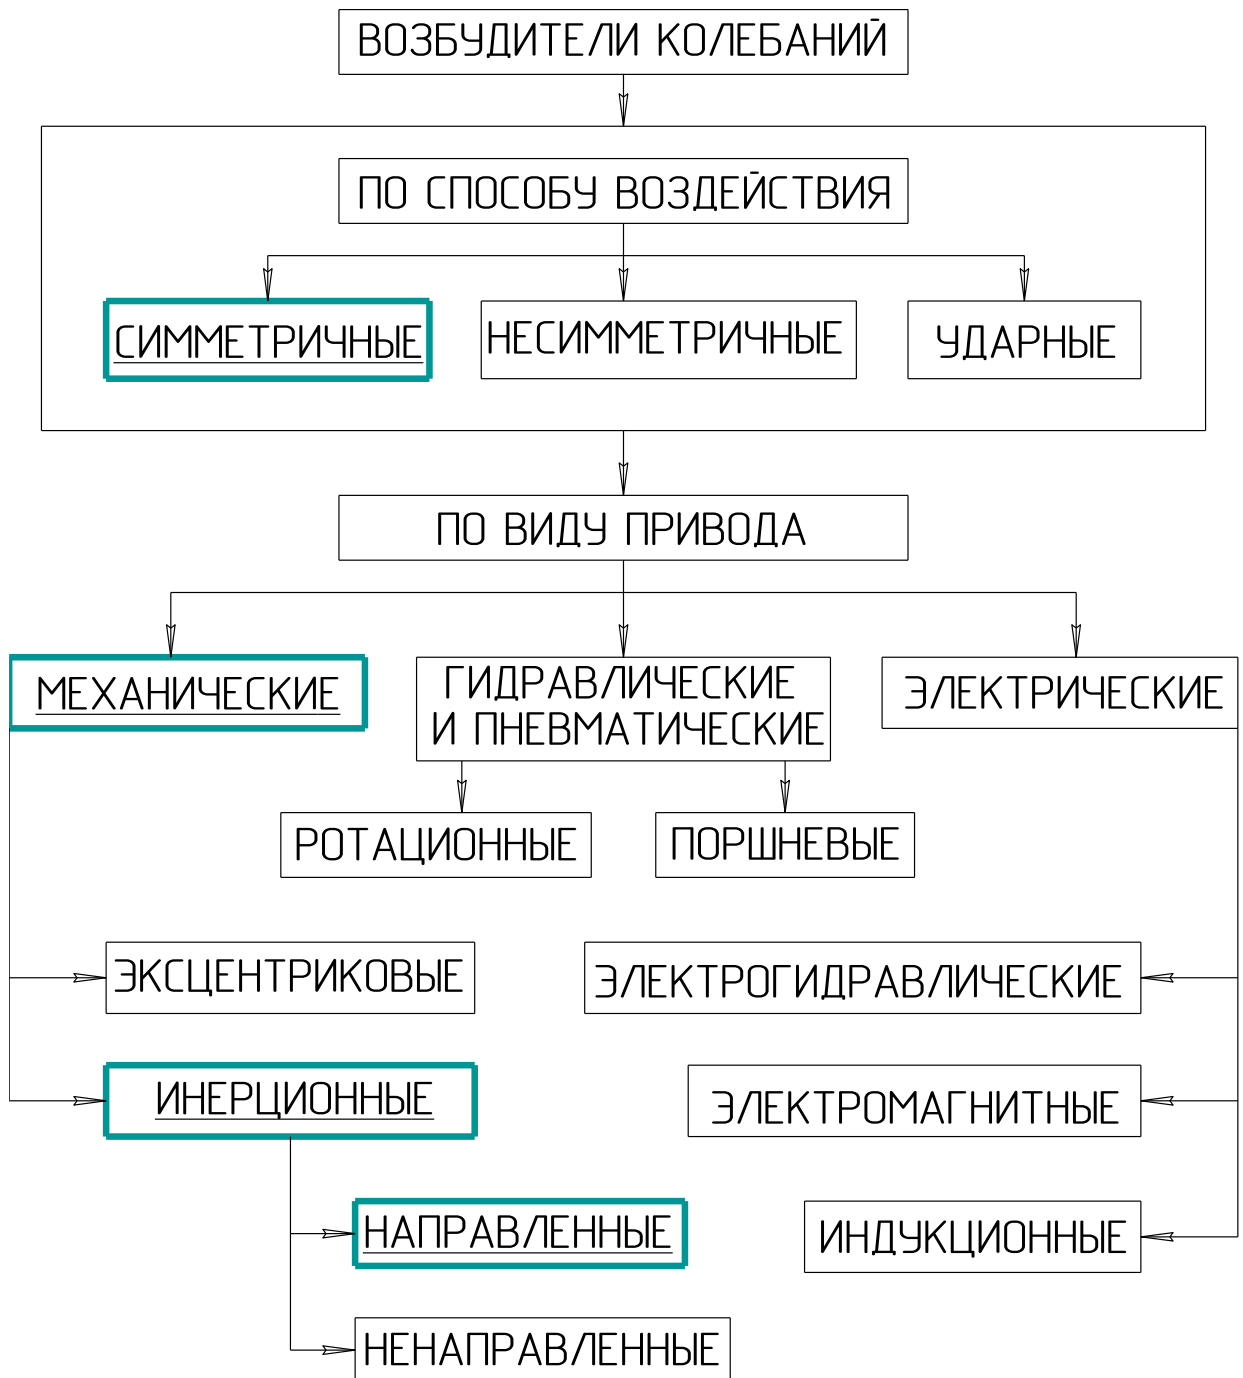 ВОЗБУДИТЕЛИ КОЛЕБАНИЙ
ПО СПОСОБУ ВОЗДЕЙСТВИЯ
СИММЕТРИЧНЫЕ
НЕСИММЕТРИЧНЫЕ
УДАРНЫЕ
ПО ВИДУ ПРИВОДА
МЕХАНИЧЕСКИЕ
ГИДРАВЛИЧЕСКИЕ
И ПНЕВМАТИЧЕСКИЕ
ЭЛЕКТРИЧЕСКИЕ
РОТАЦИОННЫЕ
ПОРШНЕВЫЕ
ЭКСЦЕНТРИКОВЫЕ
ЭЛЕКТРОГИДРАВЛИЧЕСКИЕ
ИНЕРЦИОННЫЕ
ЭЛЕКТРОМАГНИТНЫЕ
НАПРАВЛЕННЫЕ
ИНДУКЦИОННЫЕ
НЕНАПРАВЛЕННЫЕ